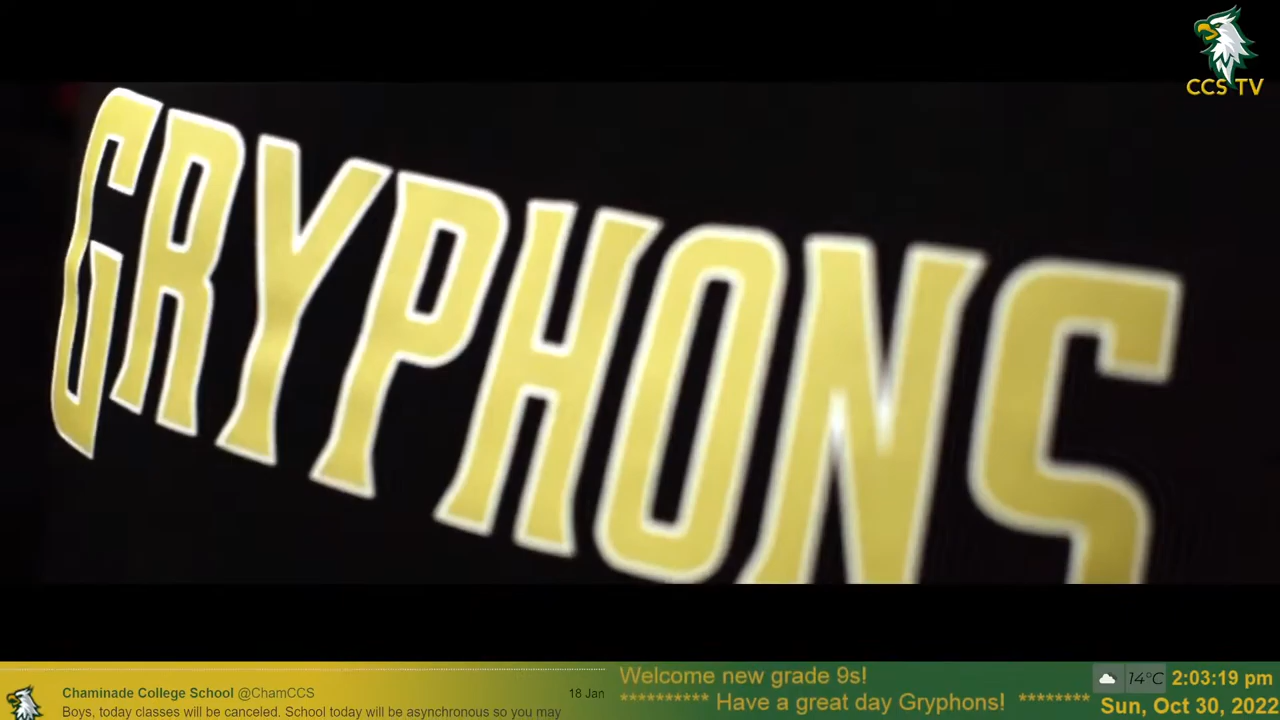 CCS TV
GRYPHONS
Chaminade College School @ChamCCS
18 Jan
Boys, today classes will be canceled. School today will be asynchronous so you may
Welcome new grade 9s!
********** Have a great day Gryphons! ********
14°C
2:03:19 pm
Sun, Oct 30, 2022